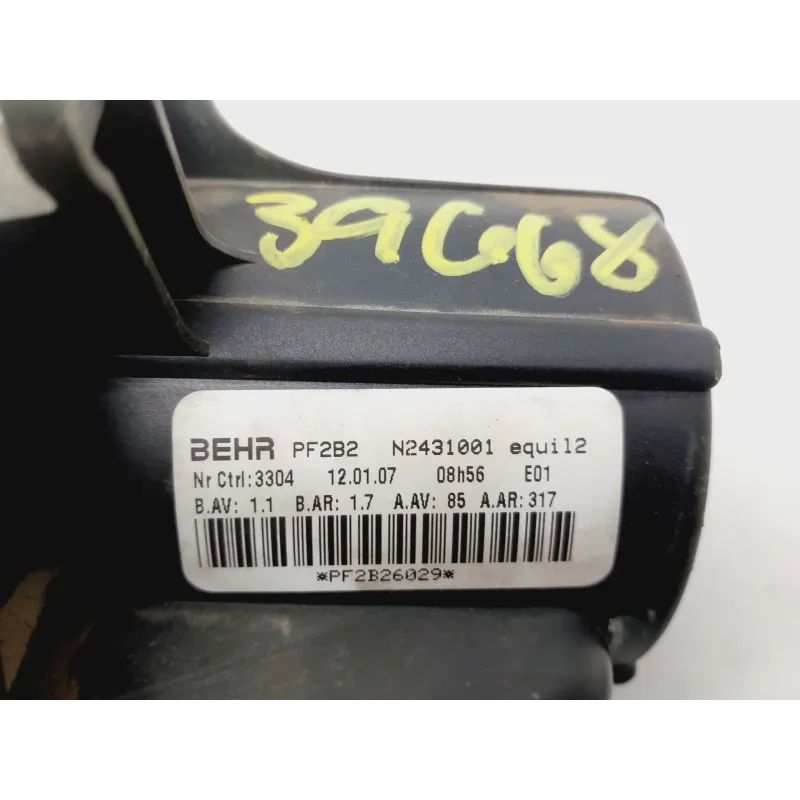 39668
BEHR PF2B2 N2431001 equil2
Nr Ctrl:3304 12.01.07 08h56 E01
B.AV: 1.1 B.AR: 1.7 A.AV: 85 A.AR:317
*PF2B26029*